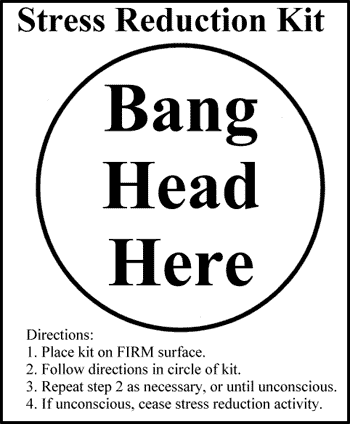 Stress Reduction Kit
Bang
Head
Here
Directions:
1. Place kit on FIRM surface.
2. Follow directions in circle of kit.
3. Repeat step 2 as necessary, or until unconscious.
4. If unconscious, cease stress reduction activity.